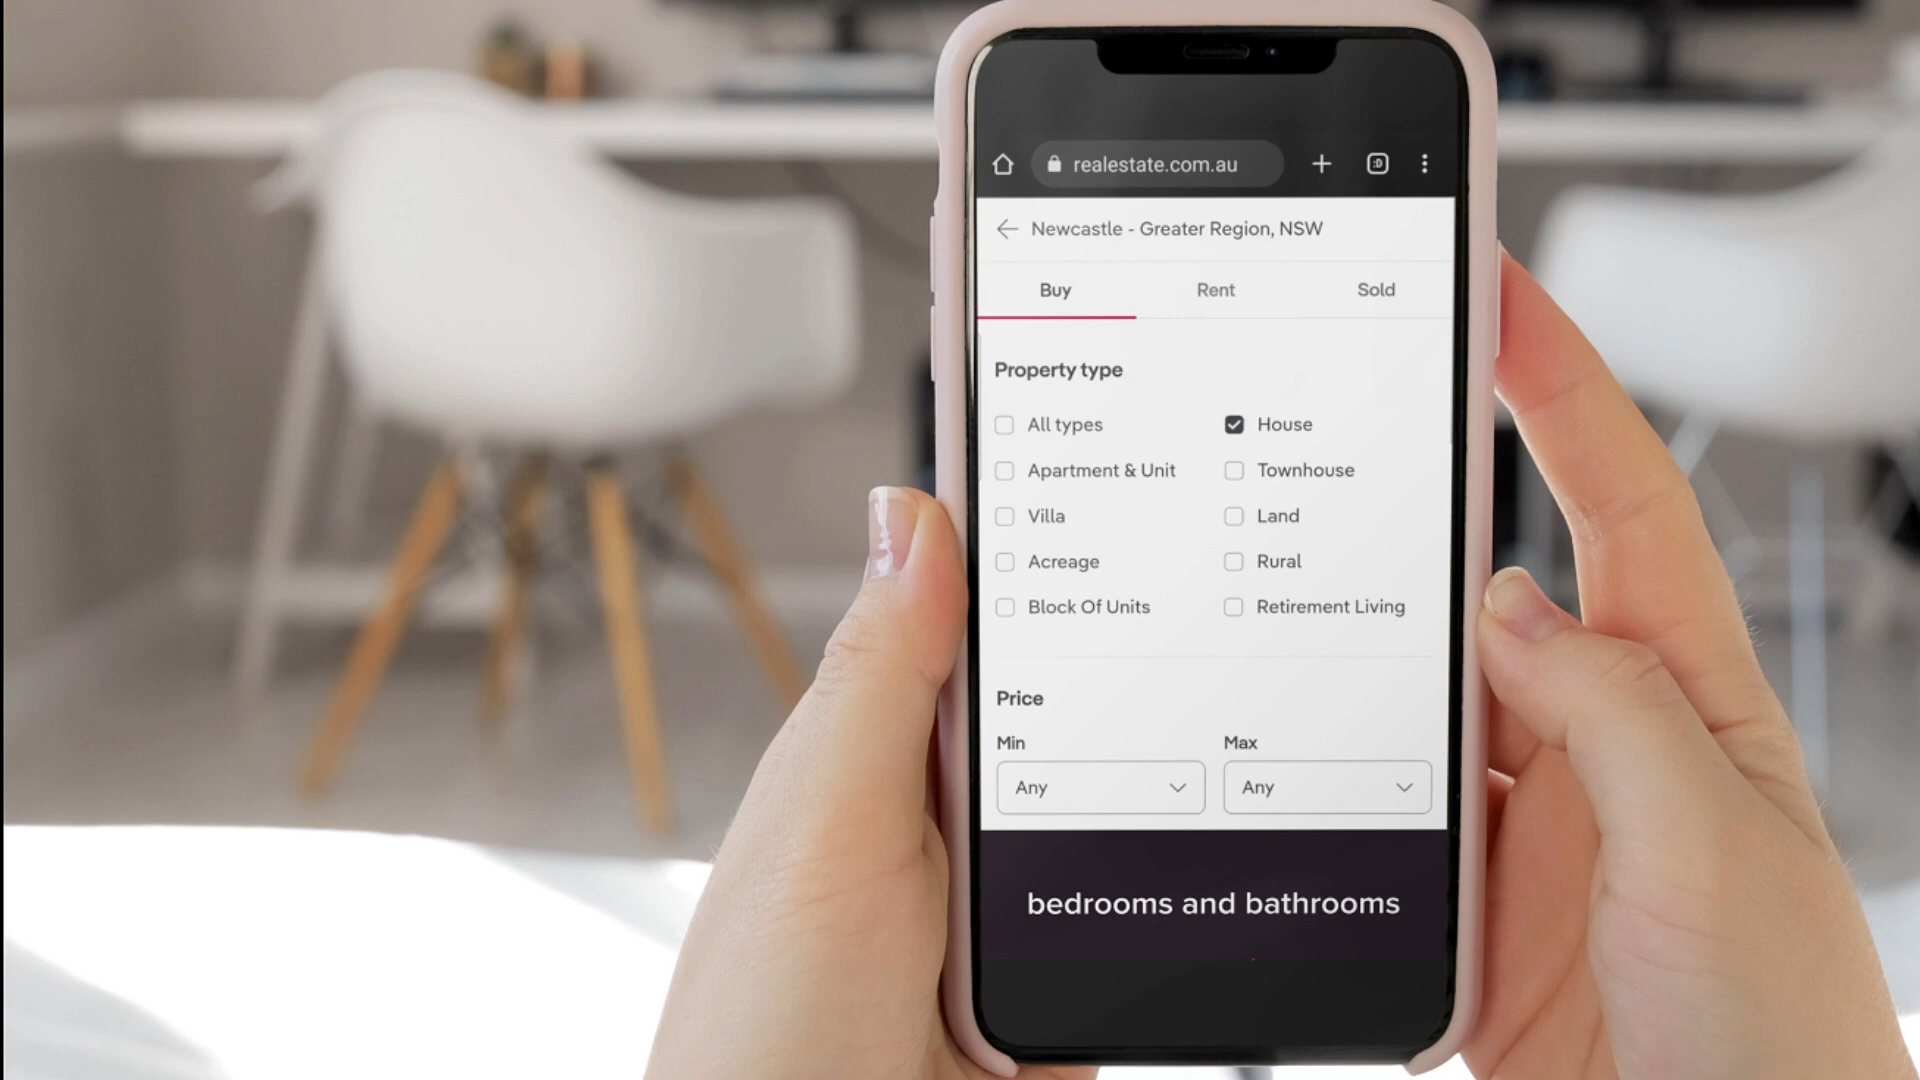 realestate.com.au
:D
Newcastle - Greater Region, NSW
Buy Rent Sold
Property type
All types House
Apartment & Unit Townhouse
Villa Land
Acreage Rural
Block Of Units Retirement Living
Price
Min Max
Any Any
bedrooms and bathrooms